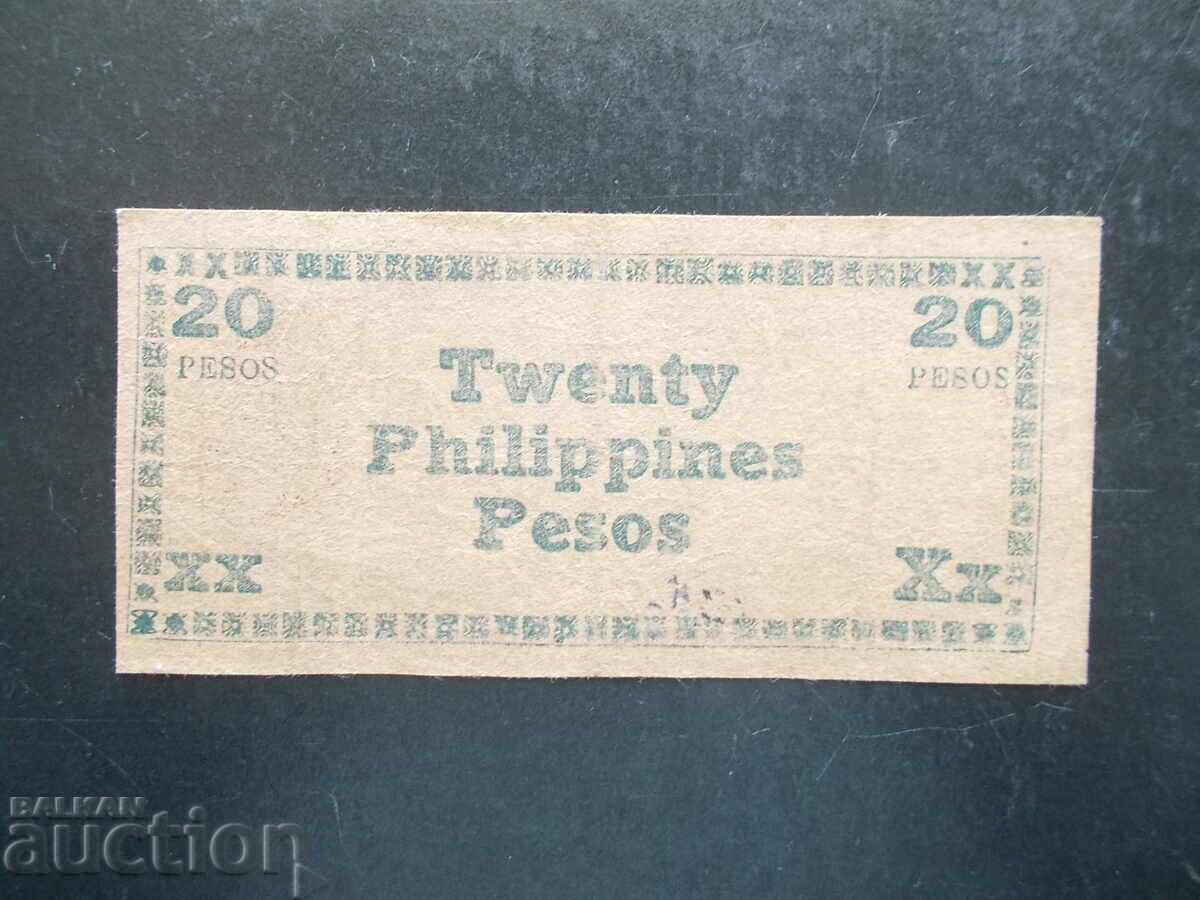 20 20
PESOS PESOS
Twenty
Philippines
Pesos
XX Xx
BALKAN
auction